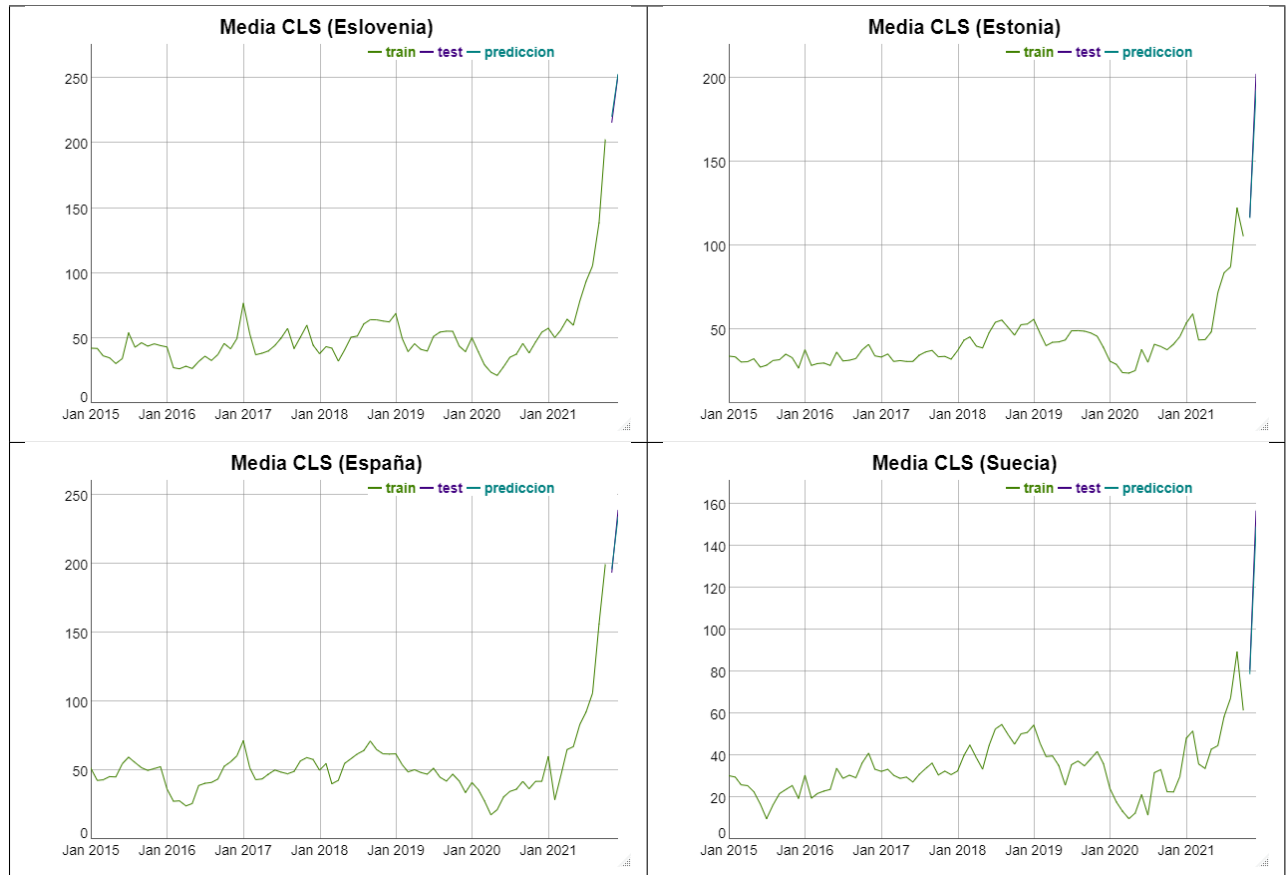 Media CLS (Eslovenia)
train test prediccion
250
200
150
100
50
0
Jan 2015 Jan 2016 Jan 2017 Jan 2018 Jan 2019 Jan 2020 Jan 2021
Media CLS (Estonia)
train test prediccion
200
150
100
50
Jan 2015 Jan 2016 Jan 2017 Jan 2018 Jan 2019 Jan 2020 Jan 2021
Media CLS (España)
train test prediccion
250
200
150
100
50
0
Jan 2015 Jan 2016 Jan 2017 Jan 2018 Jan 2019 Jan 2020 Jan 2021
Media CLS (Suecia)
train test prediccion
160
140
120
100
80
60
40
20
0
Jan 2015 Jan 2016 Jan 2017 Jan 2018 Jan 2019 Jan 2020 Jan 2021